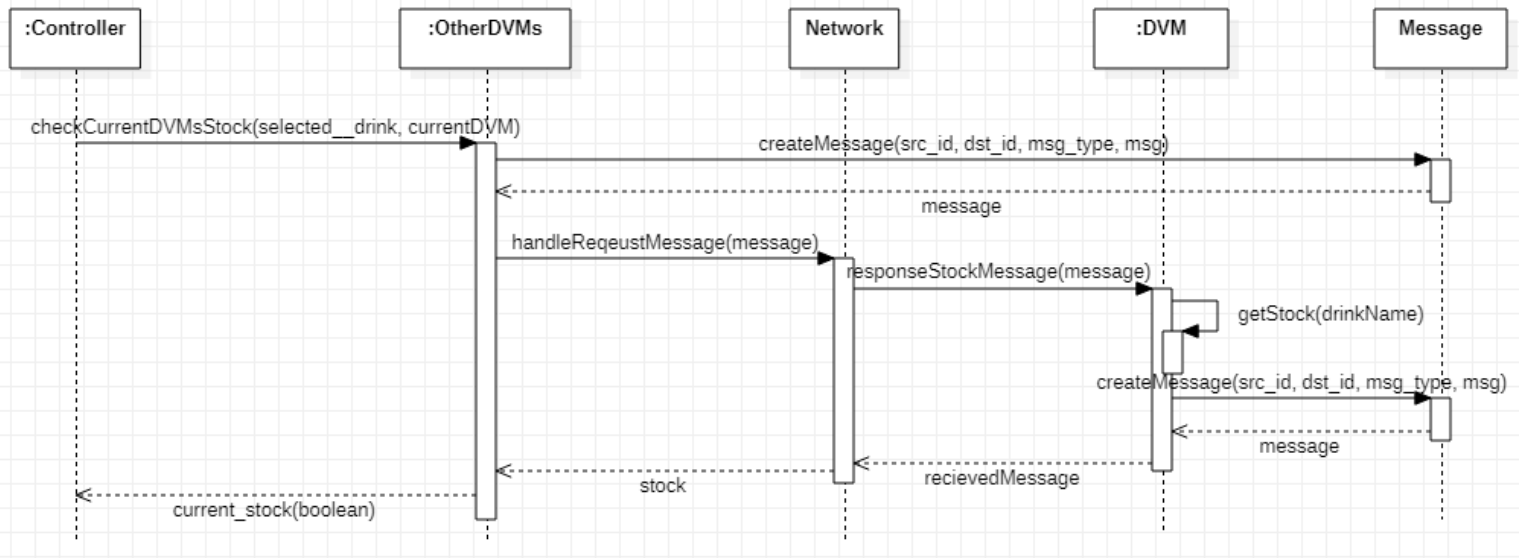 :Controller
:OtherDVMs
Network
:DVM
Message
checkCurrentDVMsStock(selected__drink, currentDVM)
createMessage(src_id, dst_id, msg_type, msg)
message
handleReqeustMessage(message)
responseStockMessage(message)
getStock(drinkName)
createMessage(src_id, dst_id, msg_type, msg)
message
recievedMessage
stock
current_stock(boolean)